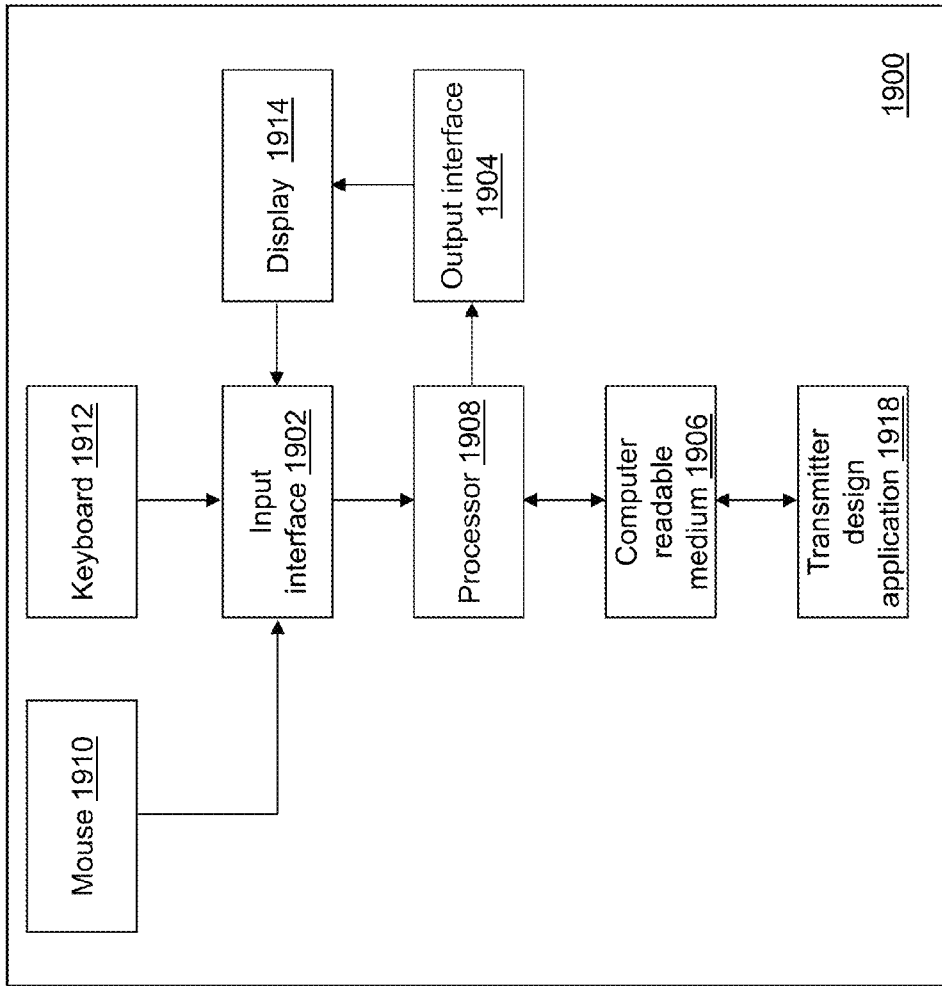 Mouse 1910
Keyboard 1912
Input
interface 1902
Display 1914
Processor 1908
Output interface
1904
Computer
readable
medium 1906
Transmitter
design
application 1918
1900